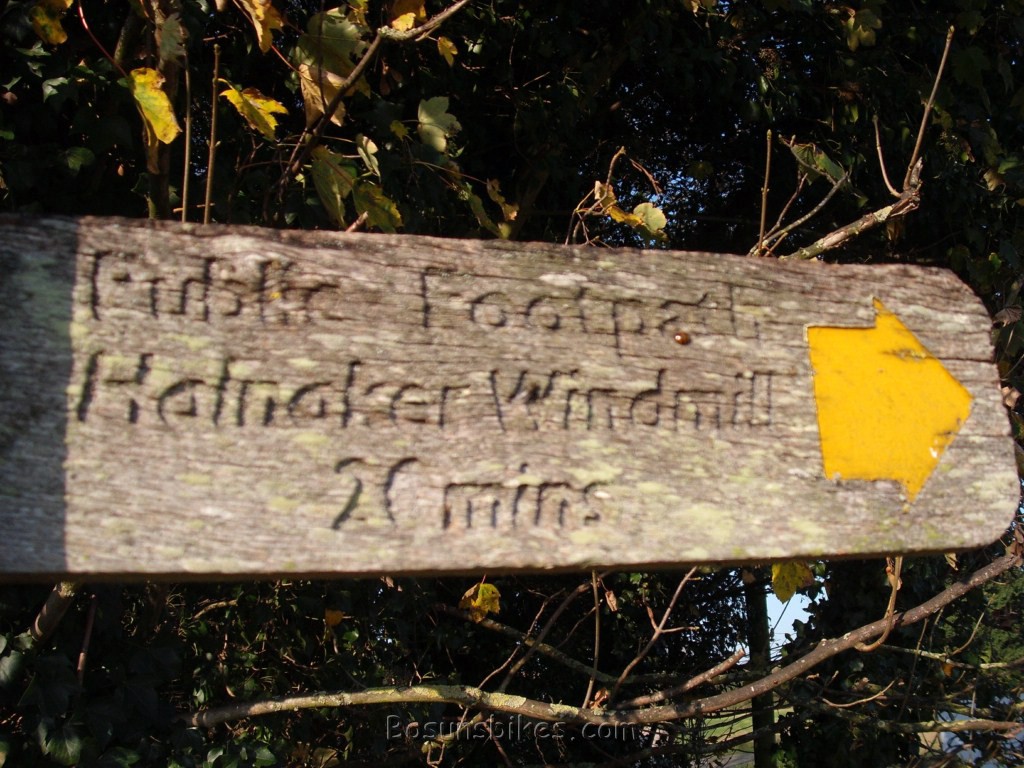 Public Footpath
Halnaker Windmill
20 mins
Bosunsbikes.com